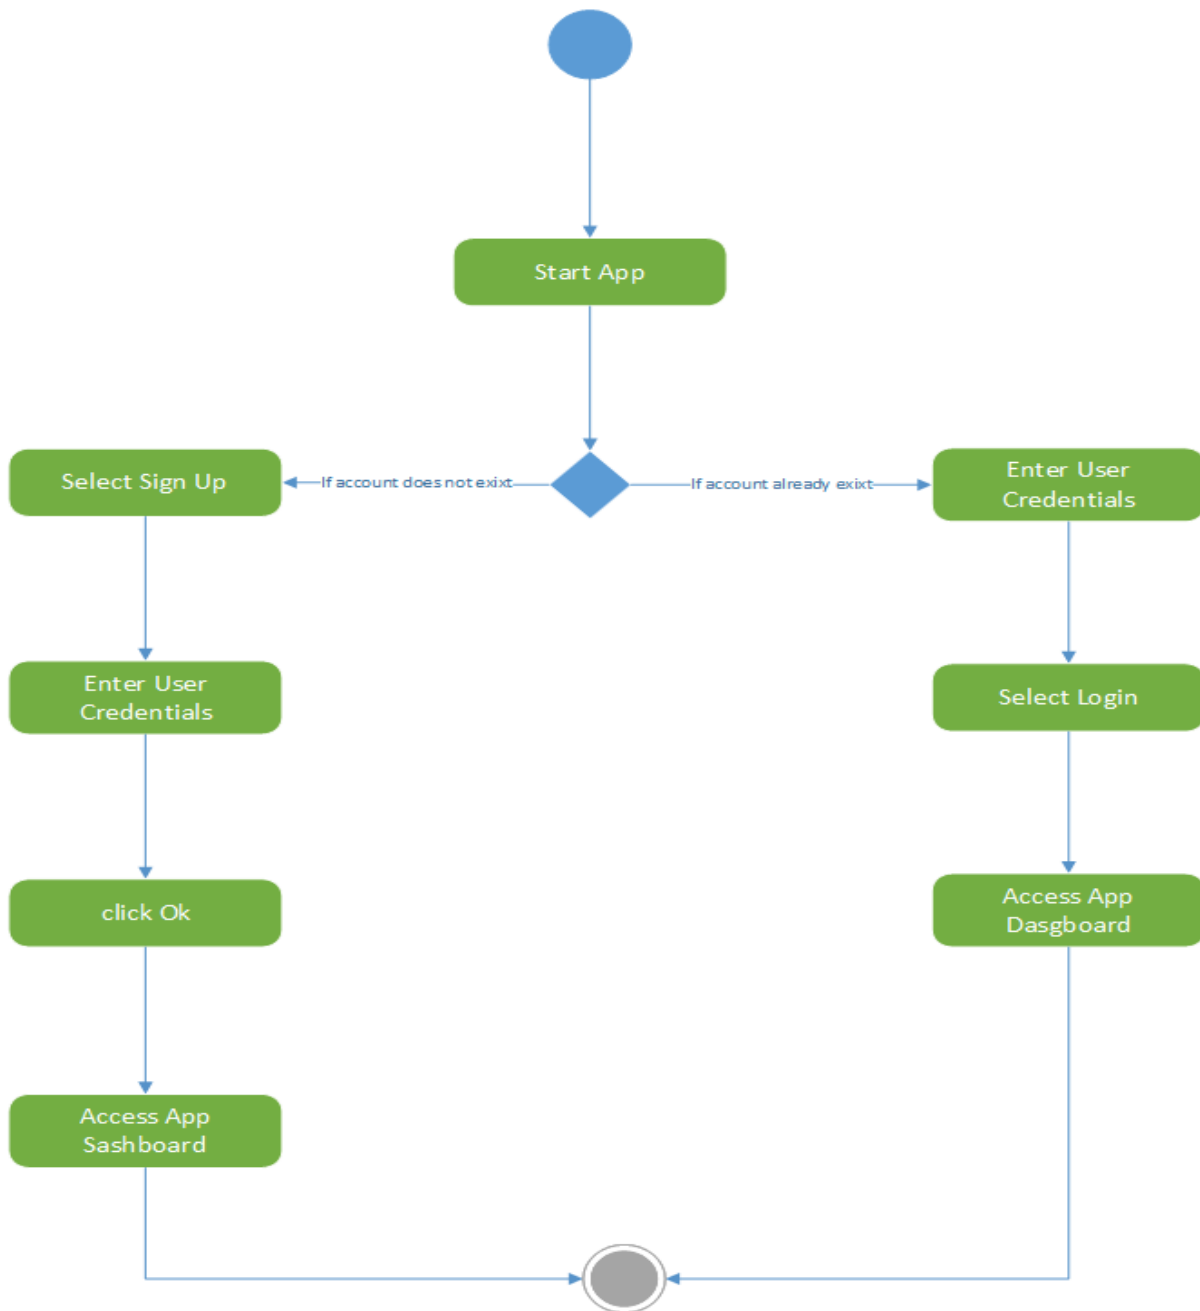 Start App
Select Sign Up
If account does not exixt
If account already exixt
Enter User
Credentials
Enter User
Credentials
Select Login
click Ok
Access App
Dasgboard
Access App
Sashboard